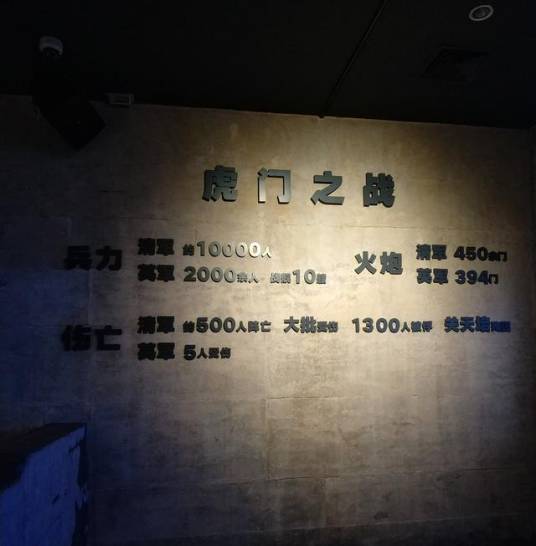 虎门之战
兵力 清军 约10000人 火炮 清军 450余门
英军 2000余人 战舰10艘 英军 394门
伤亡 清军 约500人阵亡 大批受伤 1300人被俘 关天培
英军 5人受伤